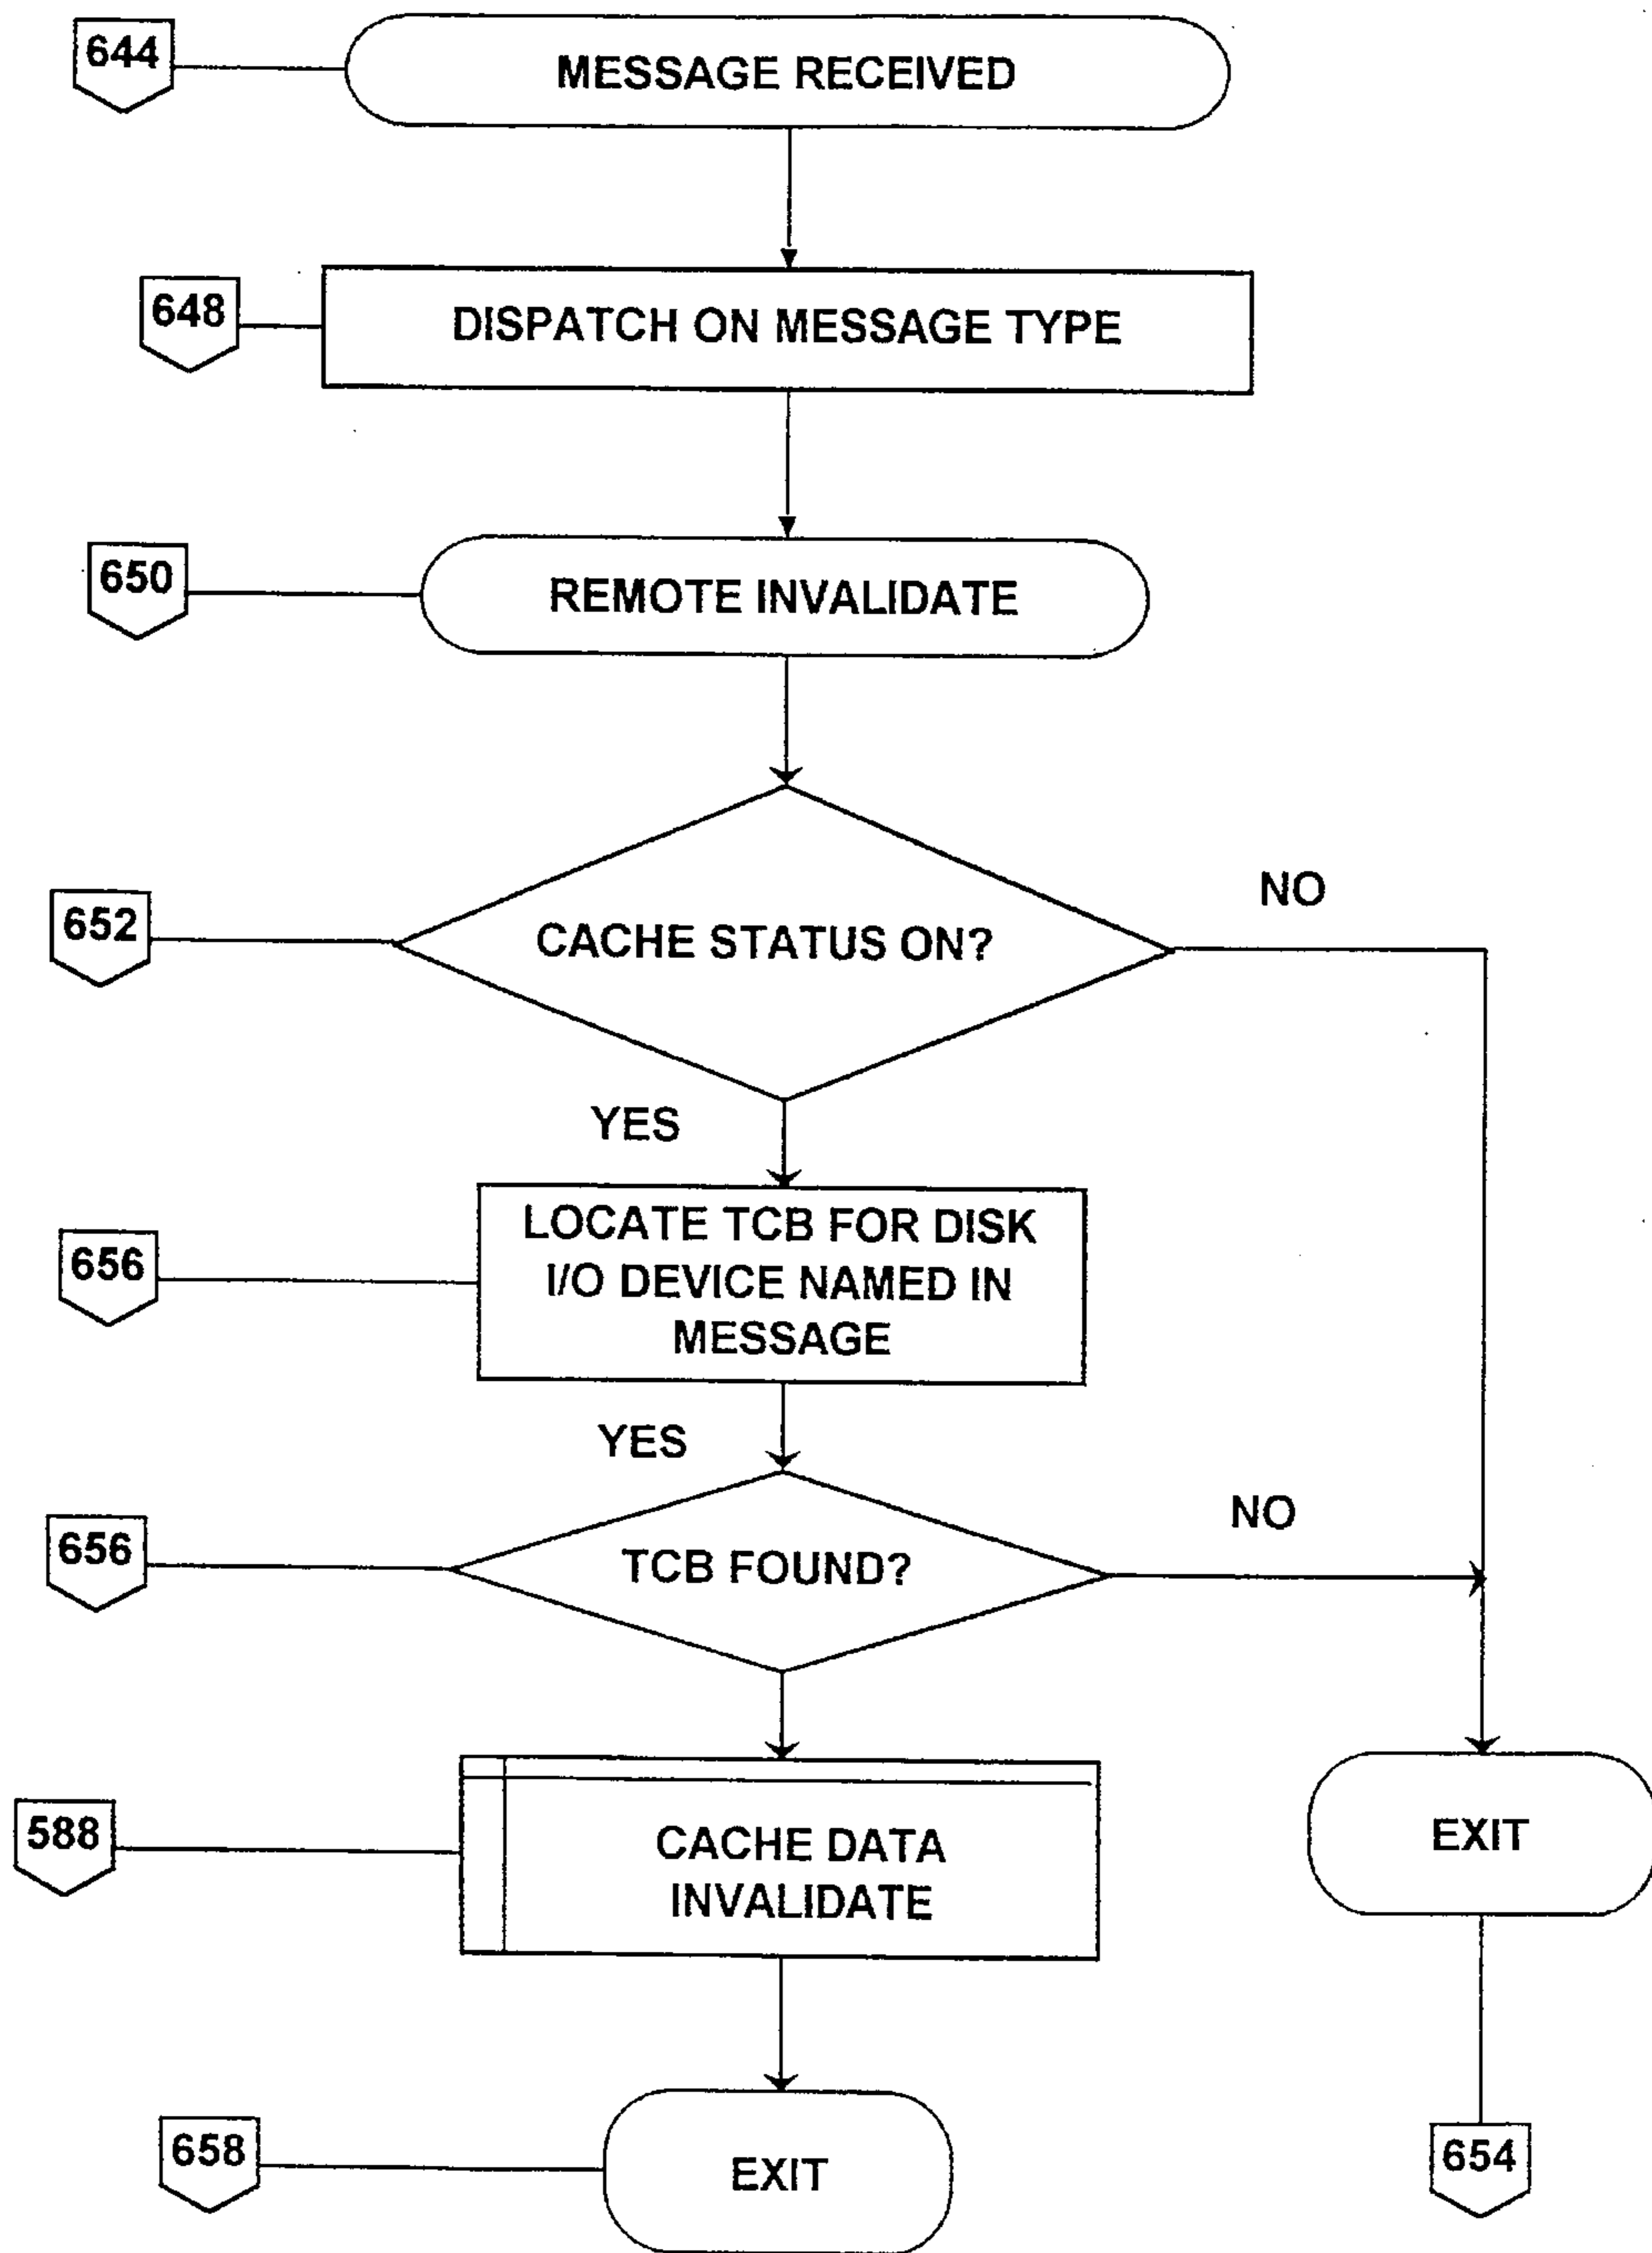 644
MESSAGE RECEIVED
648
DISPATCH ON MESSAGE TYPE
650
REMOTE INVALIDATE
NO
652
CACHE STATUS ON?
YES
656
LOCATE TCB FOR DISK
I/O DEVICE NAMED IN
MESSAGE
YES
NO
656
TCB FOUND?
588
CACHE DATA
INVALIDATE
EXIT
658
EXIT
654